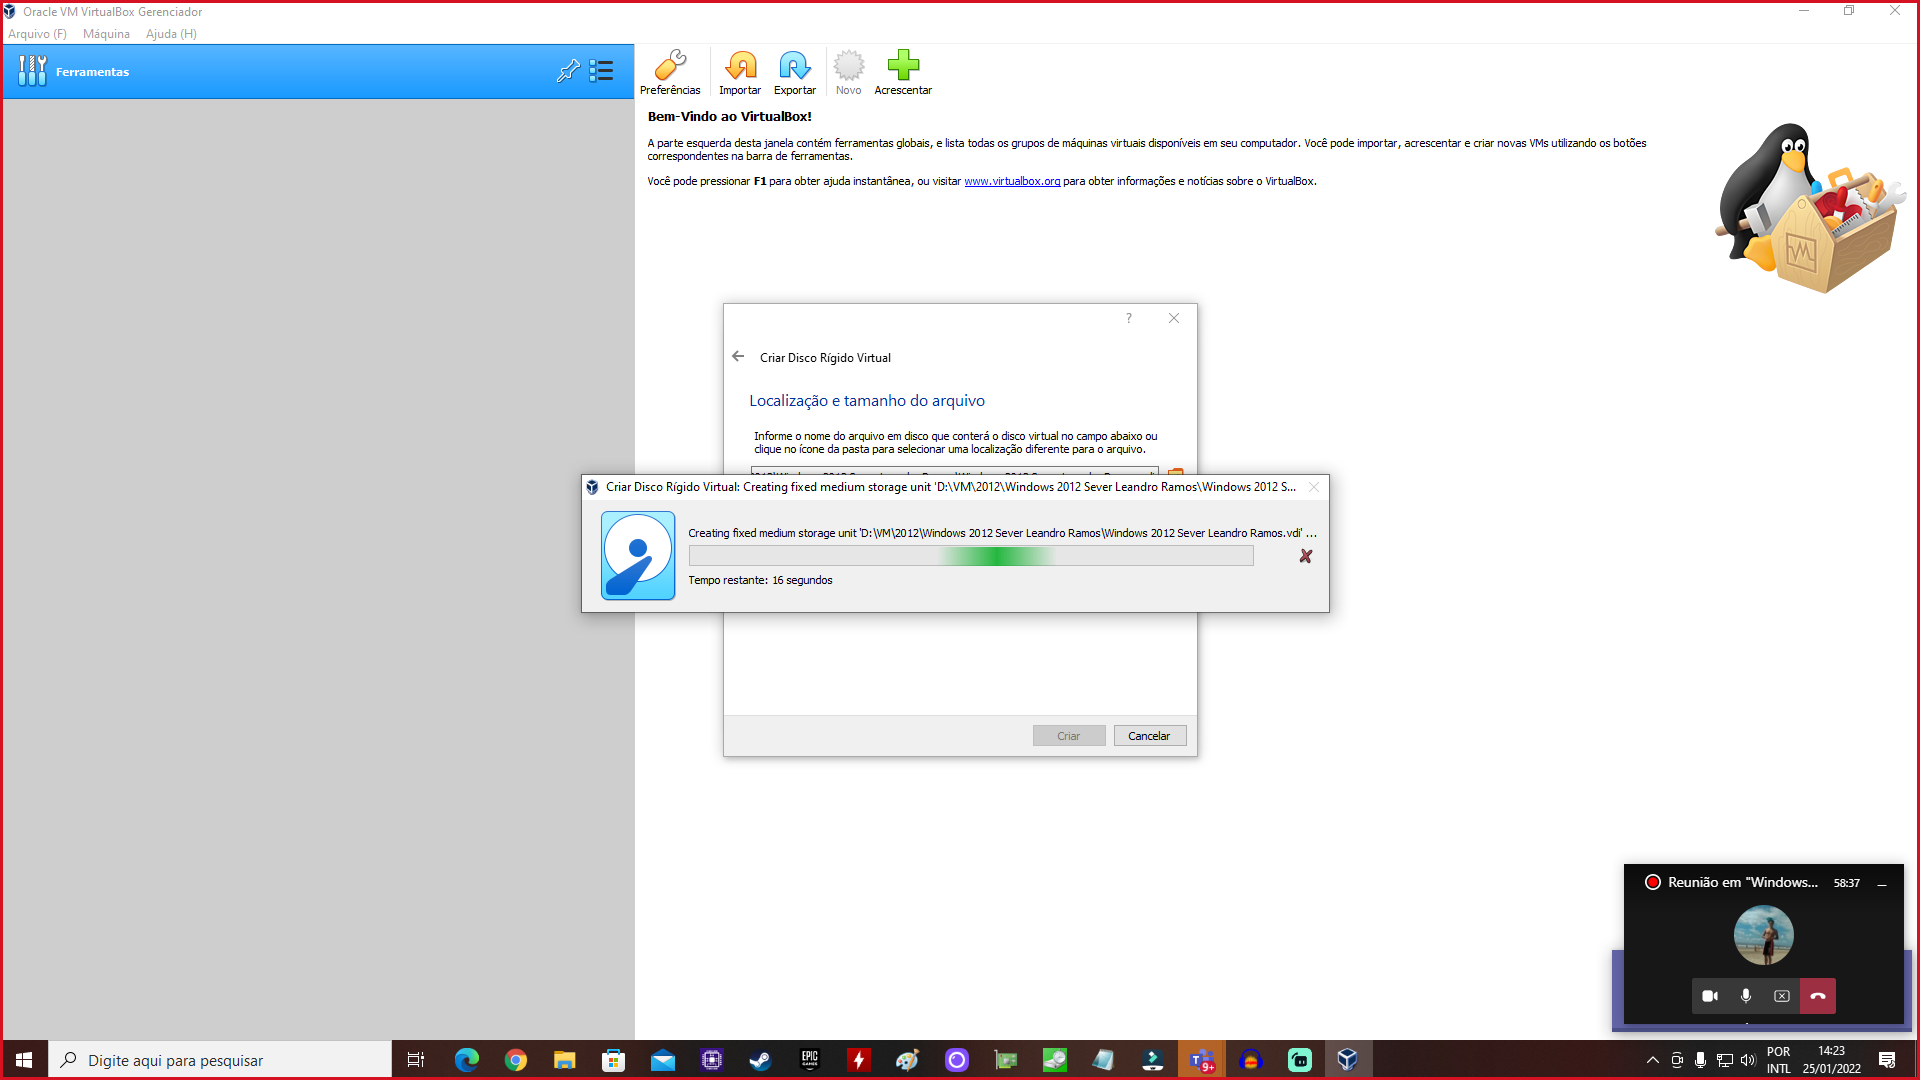 Oracle VM VirtualBox Gerenciador
Arquivo (F) Máquina Ajuda (H)
Ferramentas
Preferências Importar Exportar Novo Acrescentar
Bem-Vindo ao VirtualBox!
A parte esquerda desta janela contém ferramentas globais, e lista todas os grupos de máquinas virtuais disponíveis em seu computador. Você pode importar, acrescentar e criar novas VMs utilizando os botões
correspondentes na barra de ferramentas.
Você pode pressionar F1 para obter ajuda instantânea, ou visitar www.virtualbox.org para obter informações e notícias sobre o VirtualBox.
?
Criar Disco Rígido Virtual
Localização e tamanho do arquivo
Informe o nome do arquivo em disco que conterá o disco virtual no campo abaixo ou
clique no ícone da pasta para selecionar uma localização diferente para o arquivo.
Criar Disco Rígido Virtual: Creating fixed medium storage unit 'D:\VM\2012\Windows 2012 Sever Leandro Ramos\Windows 2012 S...
Creating fixed medium storage unit 'D:\VM\2012\Windows 2012 Sever Leandro Ramos\Windows 2012 Sever Leandro Ramos.vdi' ...
Tempo restante: 16 segundos
Criar Cancelar
Reunião em "Windows... 58:37
Digite aqui para pesquisar
EPIC GAMES
9+
POR
INTL
14:23
25/01/2022